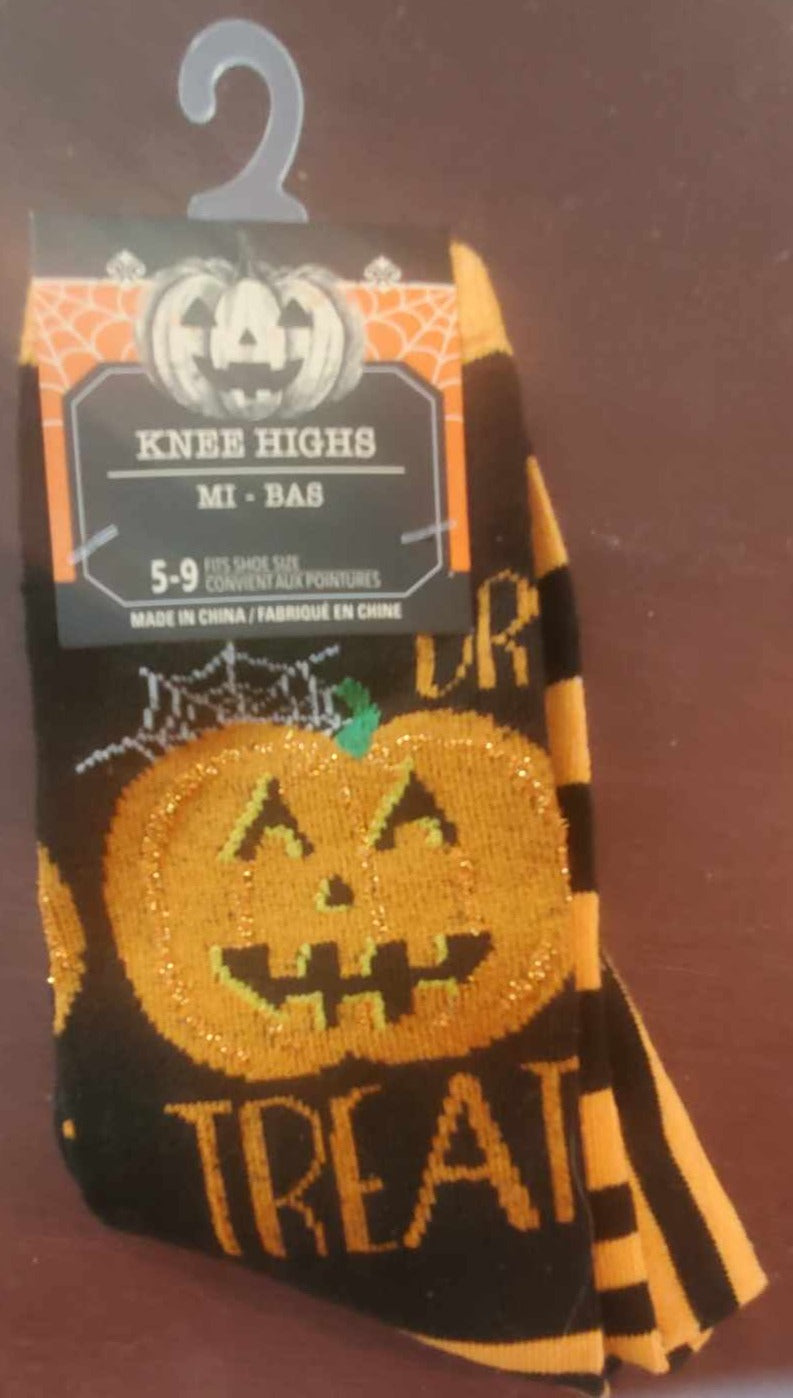 KNEE HIGHS
MI - BAS
5-9 FITS SHOE SIZE
CONVIENT AUX POINTURES
MADE IN CHINA / FABRIQUÉ EN CHINE
OR
TREAT